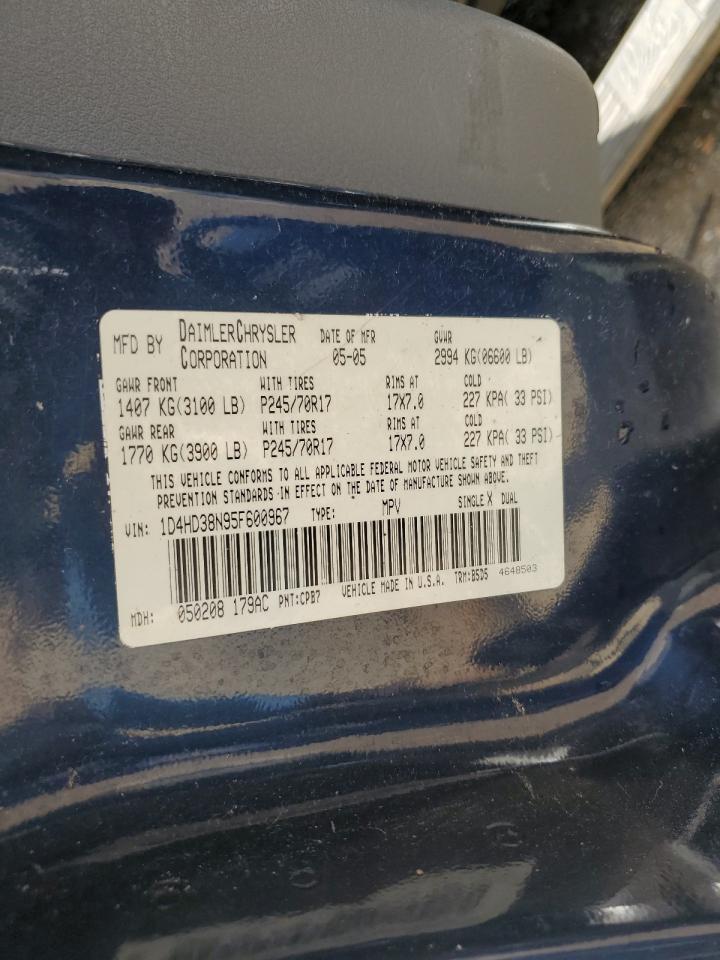 MFD BY DAIMLERCHRYSLER CORPORATION DATE OF MFR 05-05 GVWR 2994 KG(06600 LB)
GAWR FRONT WITH TIRES RIMS AT COLD
1407 KG(3100 LB) P245/70R17 17X7.0 227 KPA( 33 PSI)
GAWR REAR WITH TIRES RIMS AT COLD
1770 KG(3900 LB) P245/70R17 17X7.0 227 KPA( 33 PSI)
THIS VEHICLE CONFORMS TO ALL APPLICABLE FEDERAL MOTOR VEHICLE SAFETY AND THEFT
PREVENTION STANDARDS IN EFFECT ON THE DATE OF MANUFACTURE SHOWN ABOVE.
VIN: 1D4HD38N95F600967 TYPE: MPV SINGLE X DUAL
MDH: 050208 179AC PNT:CPB7 VEHICLE MADE IN U.S.A. TRM:B5D5 4648503